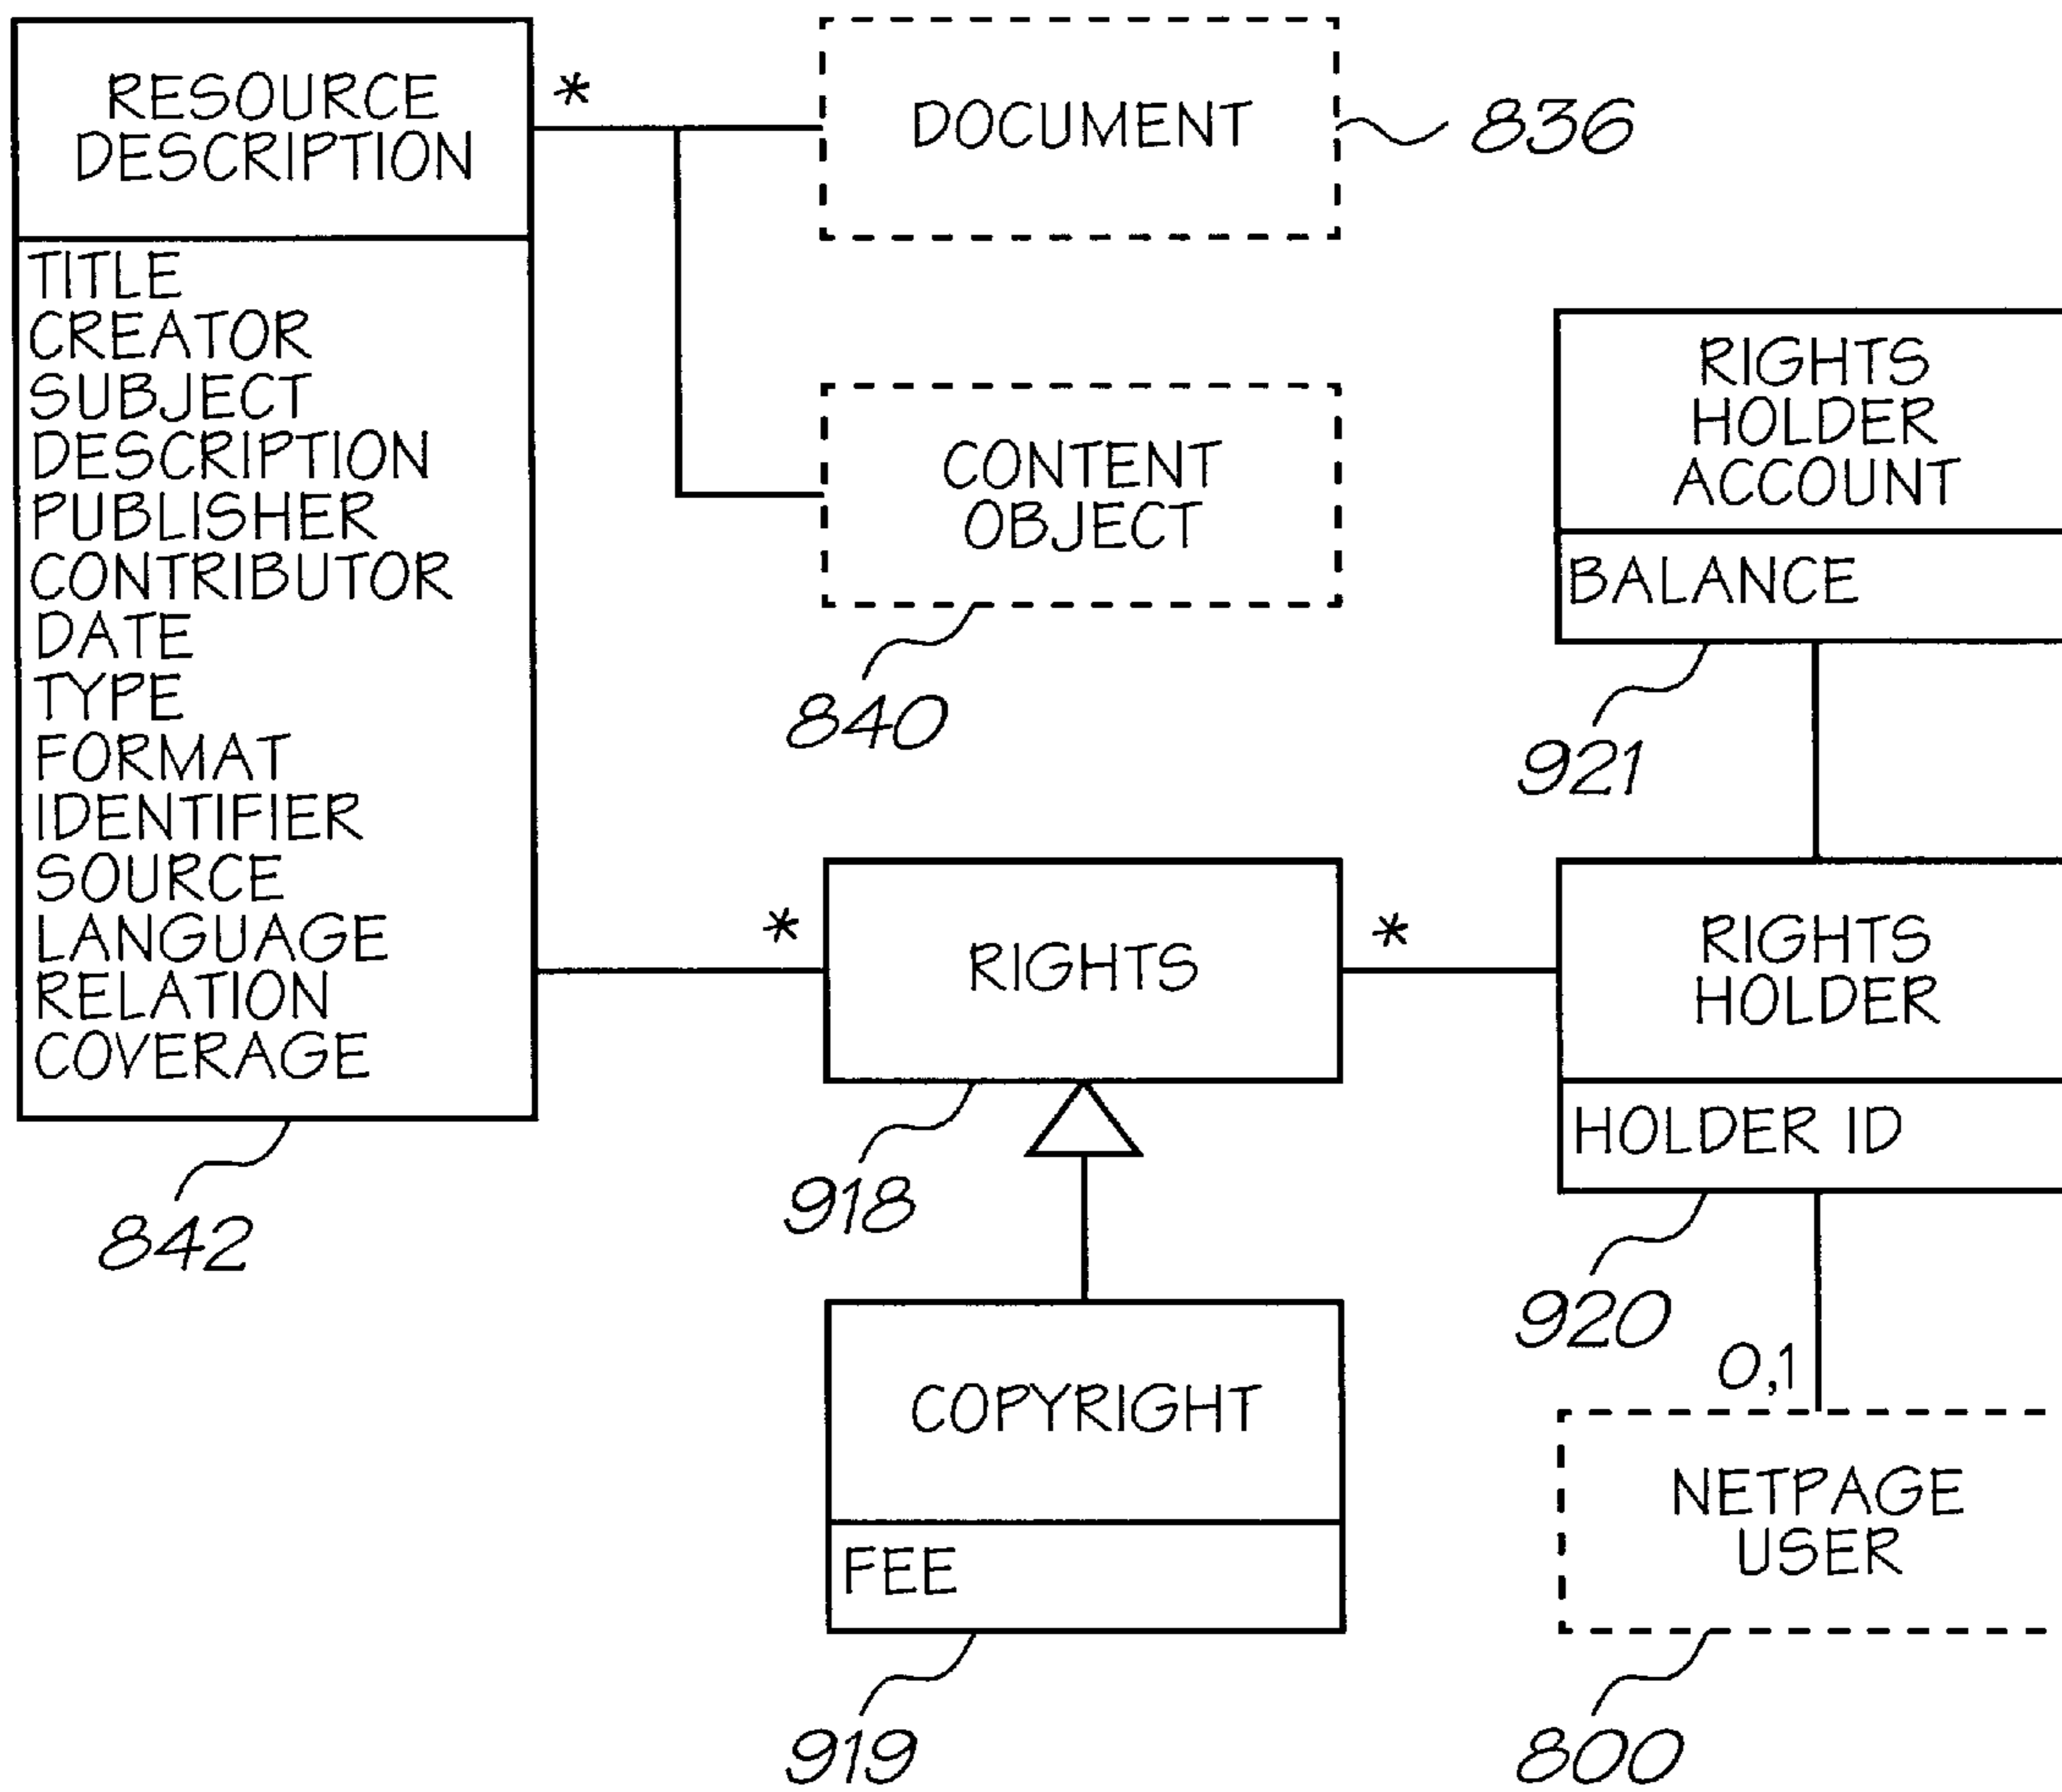 RESOURCE
DESCRIPTION
TITLE
CREATOR
SUBJECT
DESCRIPTION
PUBLISHER
CONTRIBUTOR
DATE
TYPE
FORMAT
IDENTIFIER
SOURCE
LANGUAGE
RELATION
COVERAGE
842
*
DOCUMENT
836
CONTENT
OBJECT
840
*
RIGHTS
*
918
COPYRIGHT
FEE
919
RIGHTS
HOLDER
ACCOUNT
BALANCE
921
RIGHTS
HOLDER
HOLDER ID
920
0,1
NETPAGE
USER
800